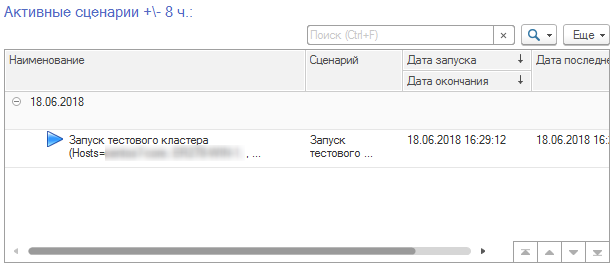 Активные сценарии +\- 8 ч.:
Поиск (Ctrl+F) × Еще
Наименование Сценарий Дата запуска ↓ Дата последне
Дата окончания ↓
18.06.2018
Запуск тестового кластера Запуск 18.06.2018 16:29:12 18.06.2018 16:
(Hosts= , ... тестового ...